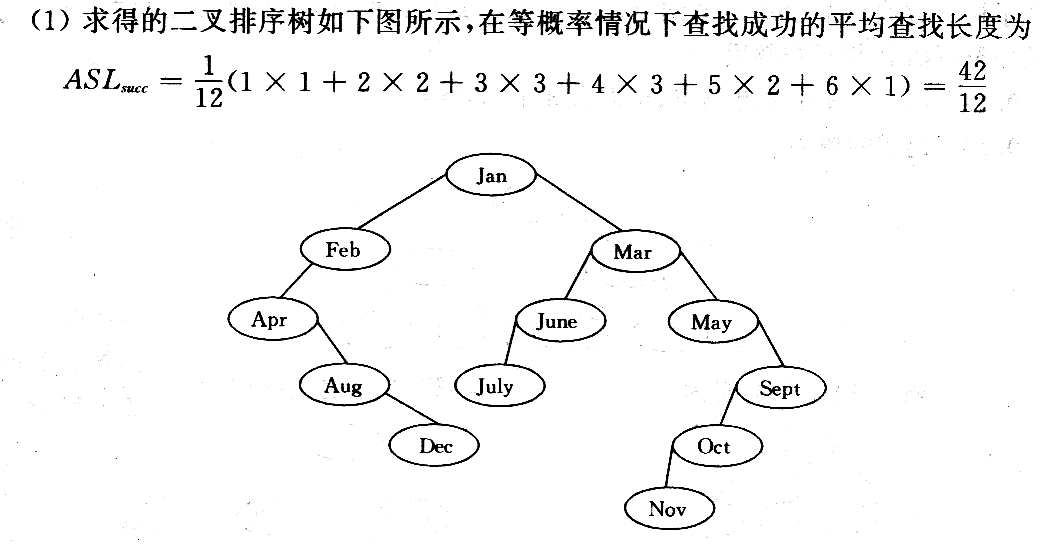 (1) 求得的二叉排序树如下图所示,在等概率情况下查找成功的平均查找长度为
ASL_succ = 1/12(1 × 1 + 2 × 2 + 3 × 3 + 4 × 3 + 5 × 2 + 6 × 1) = 42/12
Jan
Feb
Mar
Apr
June
May
Aug
July
Sept
Dec
Oct
Nov